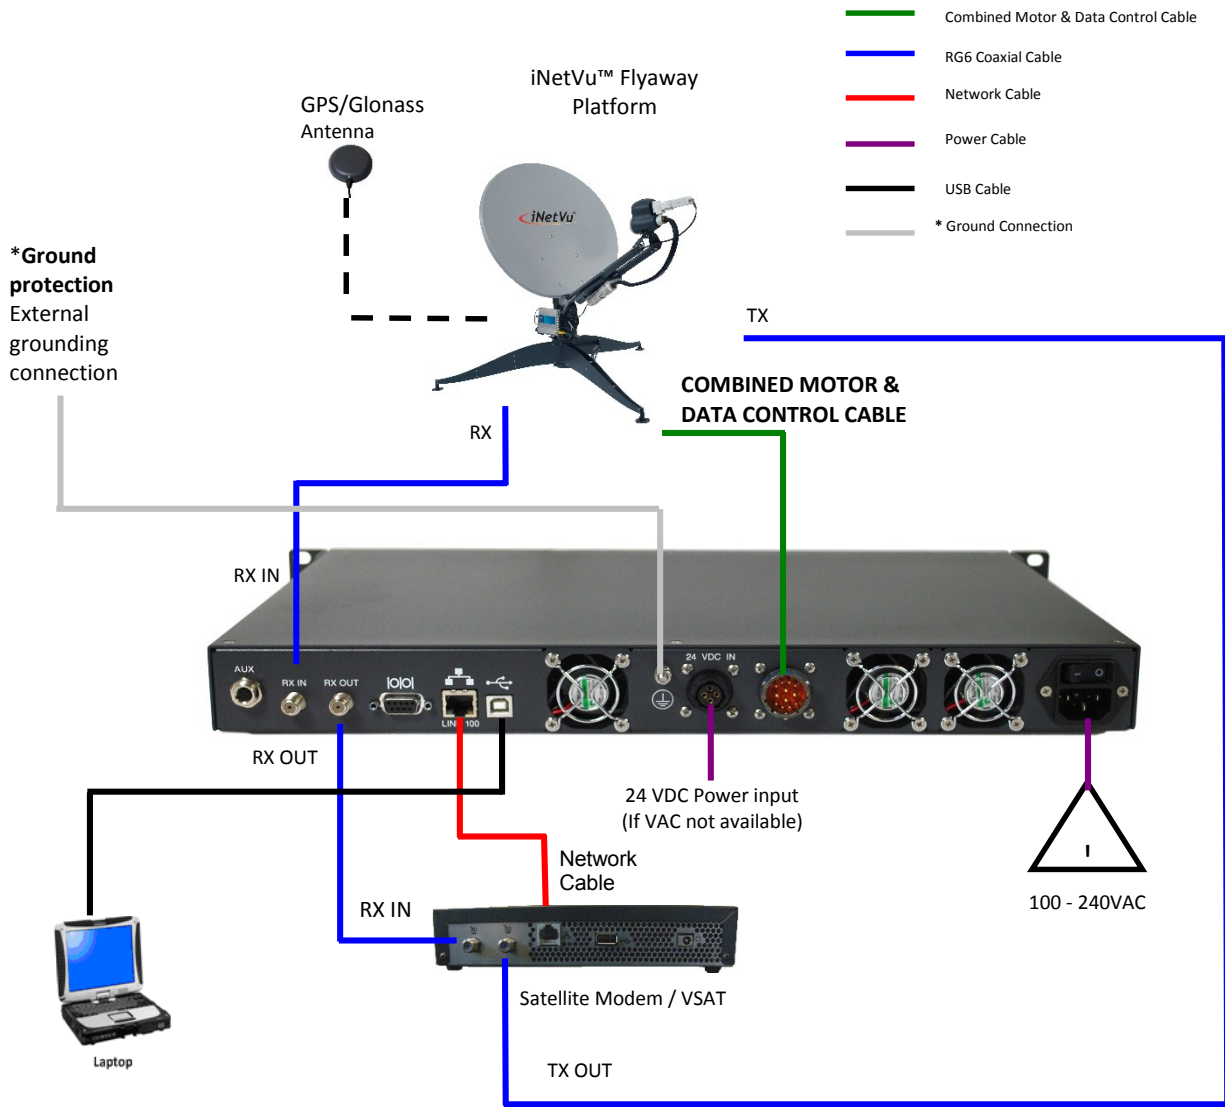 Combined Motor & Data Control Cable
RG6 Coaxial Cable
Network Cable
Power Cable
USB Cable
* Ground Connection
iNetVu™ Flyaway
Platform
GPS/Glonass
Antenna
iNetVu
*Ground
protection
External
grounding
connection
TX
COMBINED MOTOR &
DATA CONTROL CABLE
RX
RX IN
AUX
RX IN
RX OUT
|O|O|
24 VDC IN
RX OUT
24 VDC Power input
(If VAC not available)
Network
Cable
RX IN
100 - 240VAC
Satellite Modem / VSAT
Laptop
TX OUT